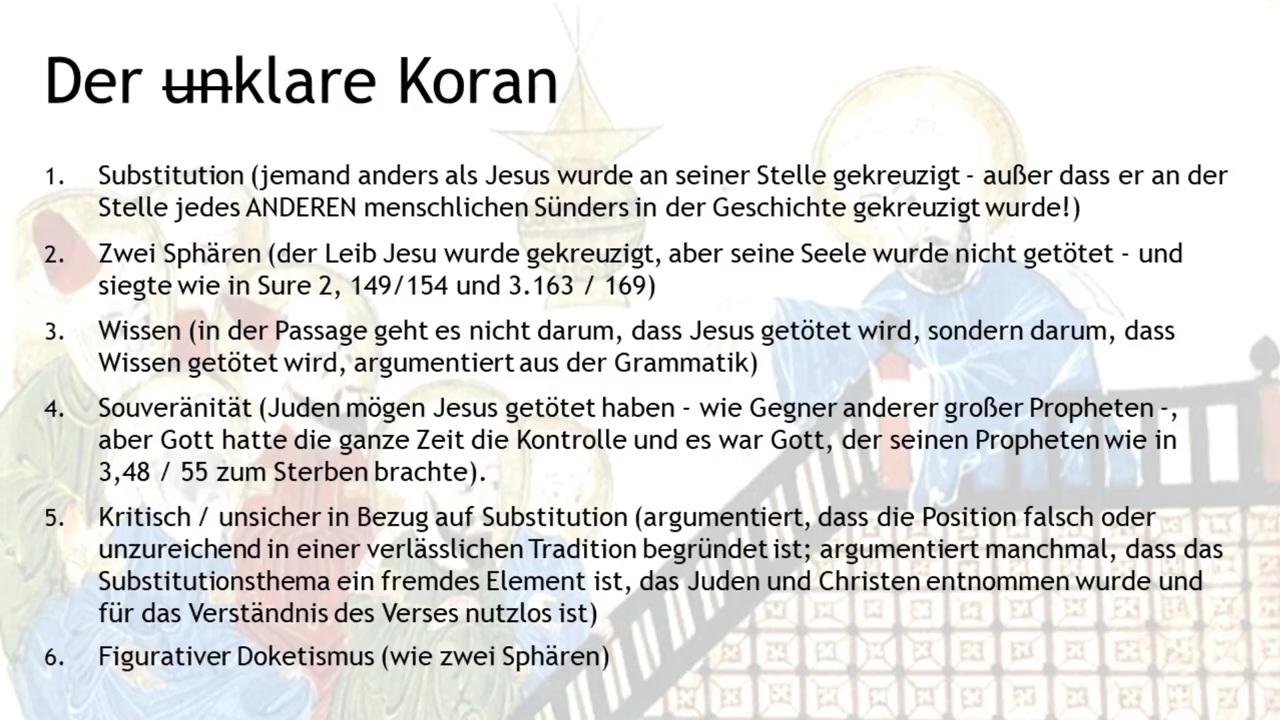 Der unklare Koran
1. Substitution (jemand anders als Jesus wurde an seiner Stelle gekreuzigt - außer dass er an der
Stelle jedes ANDEREN menschlichen Sünders in der Geschichte gekreuzigt wurde!)
2. Zwei Sphären (der Leib Jesu wurde gekreuzigt, aber seine Seele wurde nicht getötet - und
siegte wie in Sure 2, 149/154 und 3.163 / 169)
3. Wissen (in der Passage geht es nicht darum, dass Jesus getötet wird, sondern darum, dass
Wissen getötet wird, argumentiert aus der Grammatik)
4. Souveränität (Juden mögen Jesus getötet haben - wie Gegner anderer großer Propheten -,
aber Gott hatte die ganze Zeit die Kontrolle und es war Gott, der seinen Propheten wie in
3,48 / 55 zum Sterben brachte).
5. Kritisch / unsicher in Bezug auf Substitution (argumentiert, dass die Position falsch oder
unzureichend in einer verlässlichen Tradition begründet ist; argumentiert manchmal, dass das
Substitutionsthema ein fremdes Element ist, das Juden und Christen entnommen wurde und
für das Verständnis des Verses nutzlos ist)
6. Figurativer Doketismus (wie zwei Sphären)